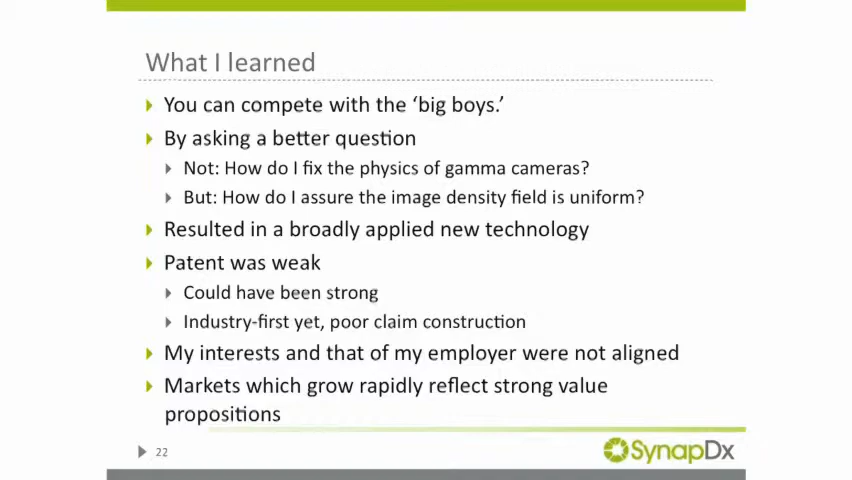 What I learned
You can compete with the ‘big boys.’
By asking a better question
Not: How do I fix the physics of gamma cameras?
But: How do I assure the image density field is uniform?
Resulted in a broadly applied new technology
Patent was weak
Could have been strong
Industry-first yet, poor claim construction
My interests and that of my employer were not aligned
Markets which grow rapidly reflect strong value
propositions
22
SynapDx